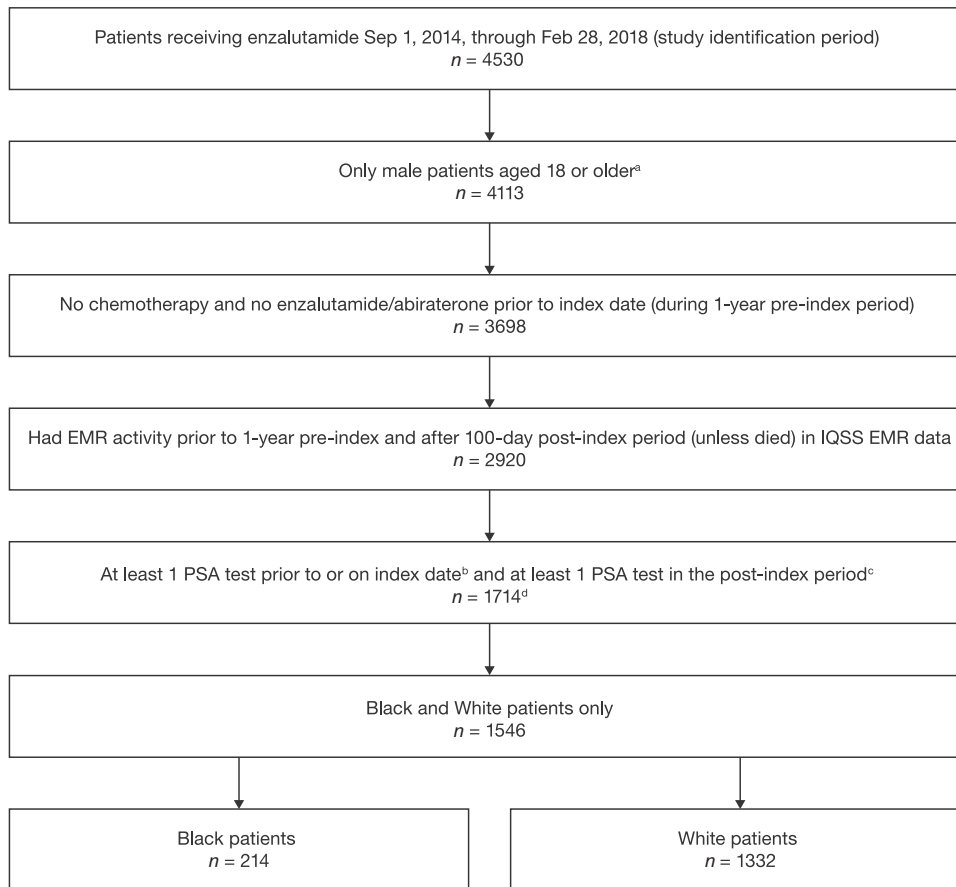 Patients receiving enzalutamide Sep 1, 2014, through Feb 28, 2018 (study identification period)
n = 4530
Only male patients aged 18 or olderᵃ
n = 4113
No chemotherapy and no enzalutamide/abiraterone prior to index date (during 1-year pre-index period)
n = 3698
Had EMR activity prior to 1-year pre-index and after 100-day post-index period (unless died) in IQSS EMR data
n = 2920
At least 1 PSA test prior to or on index dateᵇ and at least 1 PSA test in the post-index periodᶜ
n = 1714ᵈ
Black and White patients only
n = 1546
Black patients
n = 214
White patients
n = 1332